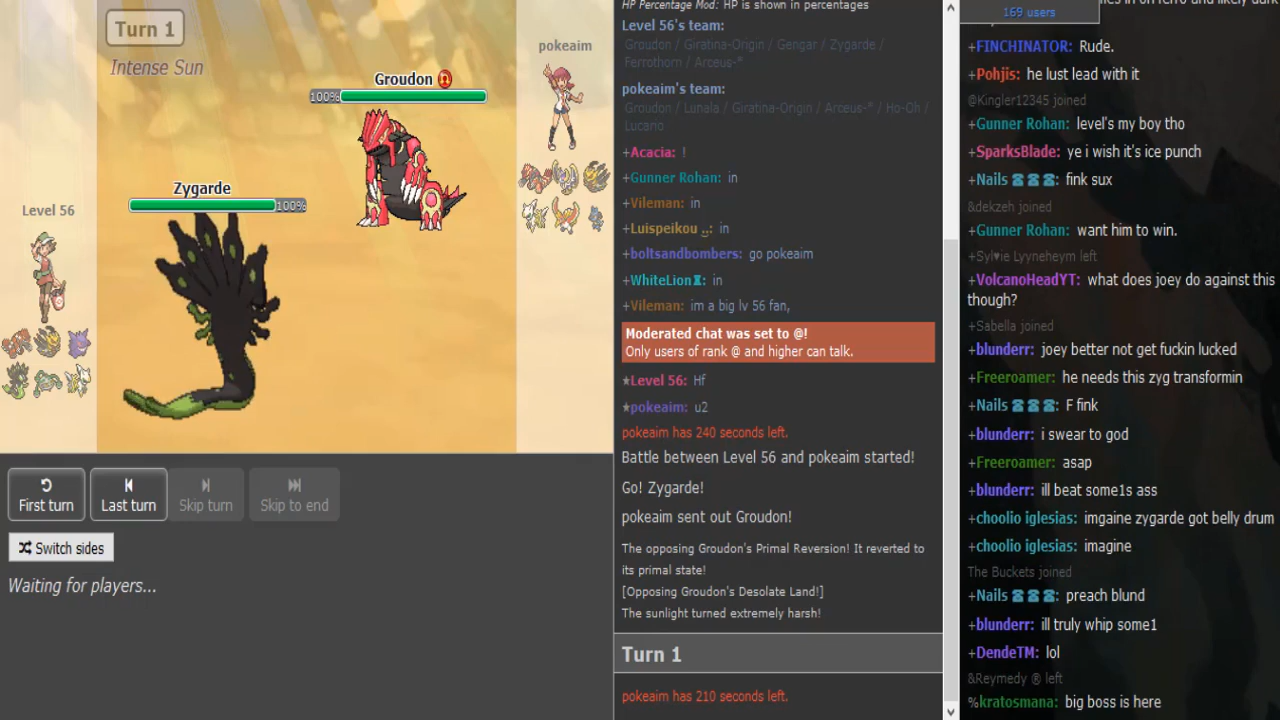 Turn 1
Intense Sun
pokeaim
Groudon
100%
Zygarde
100%
Level 56
First turn
Last turn
Skip turn
Skip to end
Switch sides
Waiting for players...
HP Percentage Mod: HP is shown in percentages
Level 56's team:
Groudon / Giratina-Origin / Gengar / Zygarde /
Ferrothorn / Arceus-*
pokeaim's team:
Groudon / Lunala / Giratina-Origin / Arceus-* / Ho-Oh /
Lucario
+Acacia: !
+Gunner Rohan: in
+Vileman: in
+Luispeikou ._.: in
+boltsandbombers: go pokeaim
+WhiteLion♜: in
+Vileman: im a big lv 56 fan,
Moderated chat was set to @!
Only users of rank @ and higher can talk.
★Level 56: Hf
★pokeaim: u2
pokeaim has 240 seconds left.
Battle between Level 56 and pokeaim started!
Go! Zygarde!
pokeaim sent out Groudon!
The opposing Groudon's Primal Reversion! It reverted to
its primal state!
[Opposing Groudon's Desolate Land!]
The sunlight turned extremely harsh!
Turn 1
pokeaim has 210 seconds left.
169 users
+FINCHINATOR: Rude.
+Pohjis: he lust lead with it
@Kingler12345 joined
+Gunner Rohan: level's my boy tho
+SparksBlade: ye i wish it's ice punch
+Nails ☎☎☎: fink sux
&dekzeh joined
+Gunner Rohan: want him to win.
+Syl♥ie Lyyneheym left
+VolcanoHeadYT: what does joey do against this
though?
+Sabella joined
+blunderr: joey better not get fuckin lucked
+Freeroamer: he needs this zyg transformin
+Nails ☎☎☎: F fink
+blunderr: i swear to god
+Freeroamer: asap
+blunderr: ill beat some1s ass
+choolio iglesias: imgaine zygarde got belly drum
+choolio iglesias: imagine
The Buckets joined
+Nails ☎☎☎: preach blund
+blunderr: ill truly whip some1
+DendeTM: lol
&Reymedy ® left
%kratosmana: big boss is here